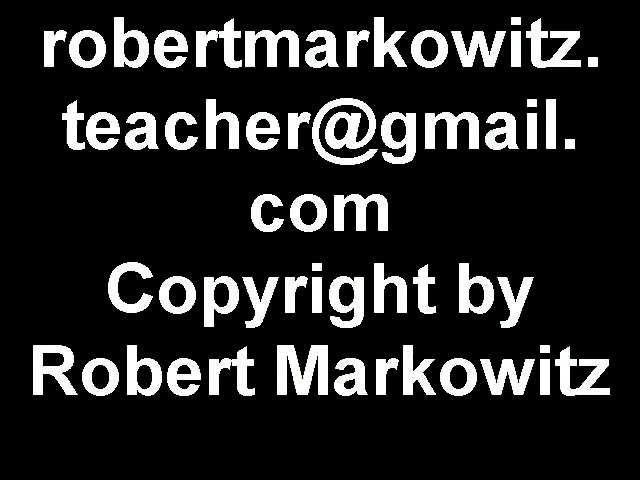 robertmarkowitz.
teacher@gmail.
com
Copyright by
Robert Markowitz